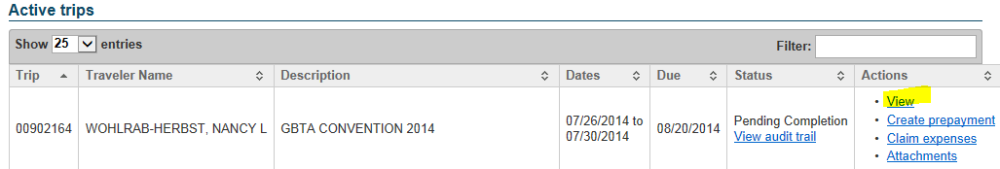 Active trips
Show 25 entries Filter:
Trip Traveler Name Description Dates Due Status Actions
00902164 WOHLRAB-HERBST, NANCY L GBTA CONVENTION 2014 07/26/2014 to 07/30/2014 08/20/2014 Pending Completion
View audit trail
• View
• Create prepayment
• Claim expenses
• Attachments